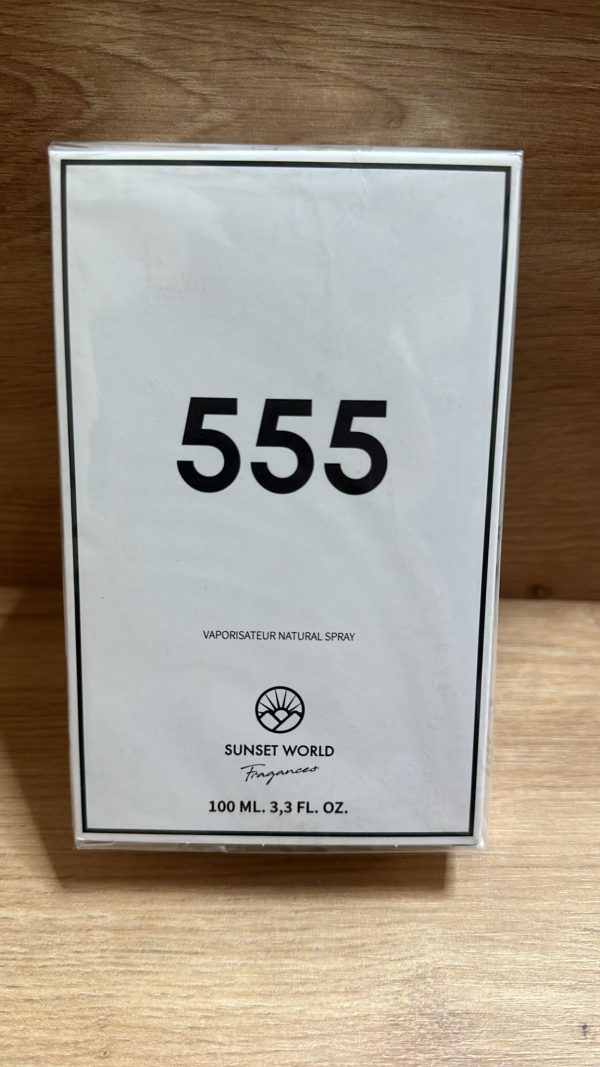 555
VAPORISATEUR NATURAL SPRAY
SUNSET WORLD
Fragances
100 ML. 3,3 FL. OZ.